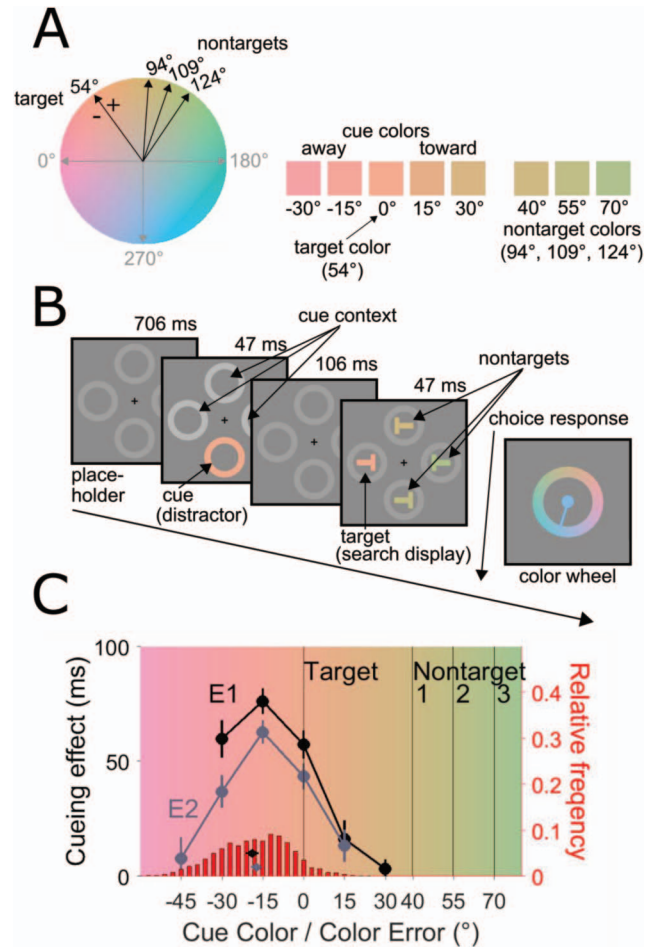 A
nontargets
94°
109°
124°
54°
target
+
-
0°
180°
270°
cue colors
away toward
-30° -15° 0° 15° 30°
target color
(54°)
40° 55° 70°
nontarget colors
(94°, 109°, 124°)
B
706 ms
cue context
47 ms
106 ms
nontargets
47 ms
choice response
place-
holder
cue
(distractor)
target
(search display)
color wheel
C
Cueing effect (ms)
100
50
0
E1
E2
Target
Nontarget
1 2 3
Relative freqency
0.4
0.3
0.2
0.1
0
-45 -30 -15 0 15 30 40 55 70
Cue Color / Color Error (°)